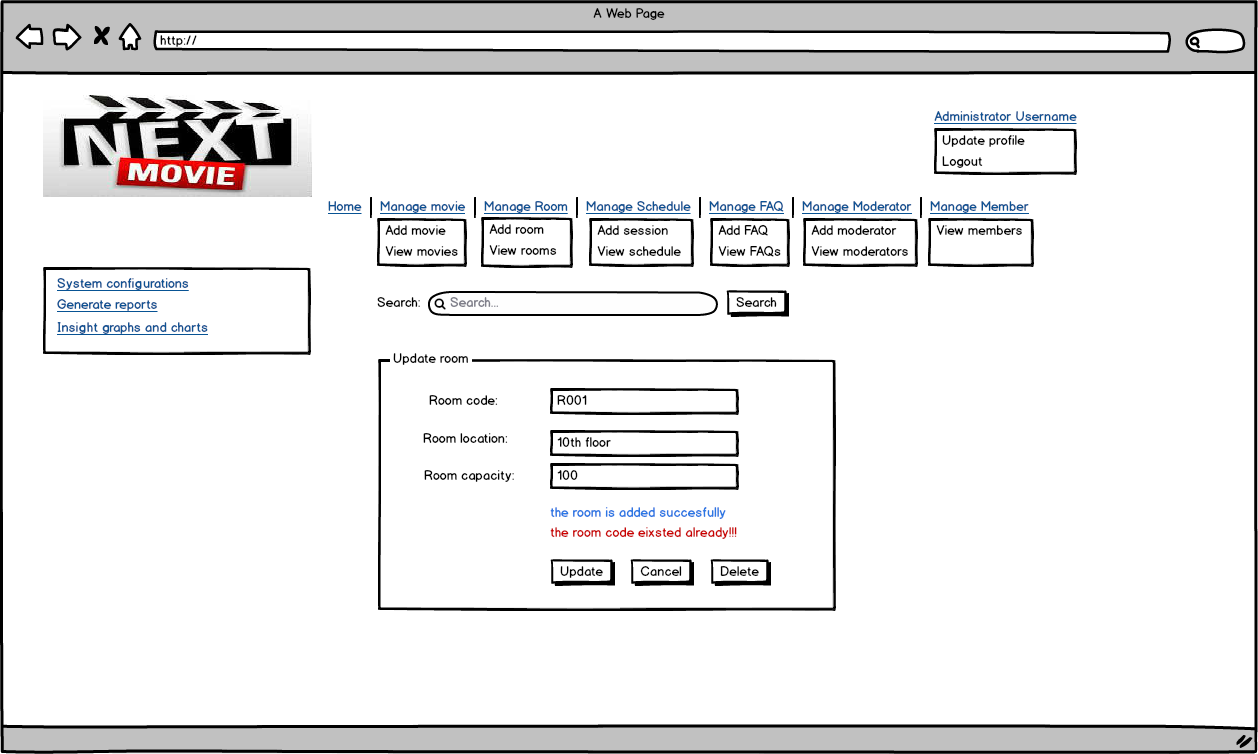 A Web Page
http://
NEXT
MOVIE
Administrator Username
Update profile
Logout
Home
Manage movie
Manage Room
Manage Schedule
Manage FAQ
Manage Moderator
Manage Member
Add movie
View movies
Add room
View rooms
Add session
View schedule
Add FAQ
View FAQs
Add moderator
View moderators
View members
System configurations
Generate reports
Insight graphs and charts
Search:
Search...
Search
Update room
Room code:
R001
Room location:
10th floor
Room capacity:
100
the room is added succesfully
the room code eixsted already!!!
Update
Cancel
Delete